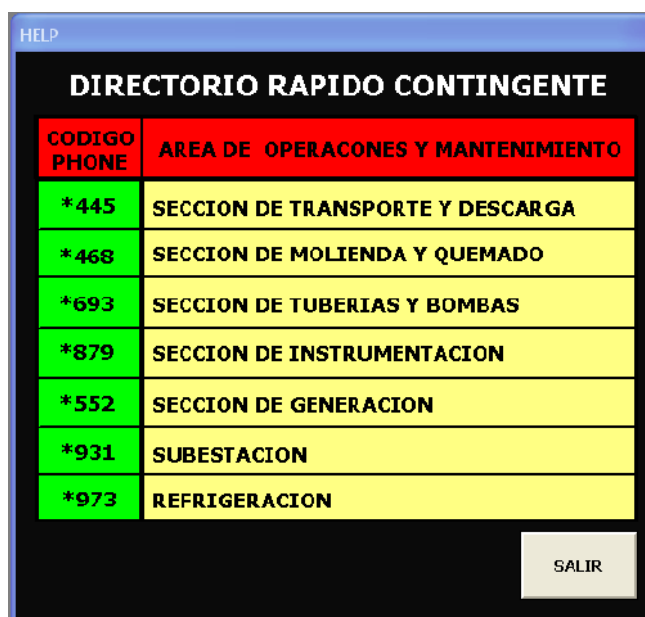 HELP
DIRECTORIO RAPIDO CONTINGENTE
CODIGO PHONE AREA DE OPERACONES Y MANTENIMIENTO
*445 SECCION DE TRANSPORTE Y DESCARGA
*468 SECCION DE MOLIENDA Y QUEMADO
*693 SECCION DE TUBERIAS Y BOMBAS
*879 SECCION DE INSTRUMENTACION
*552 SECCION DE GENERACION
*931 SUBESTACION
*973 REFRIGERACION
SALIR